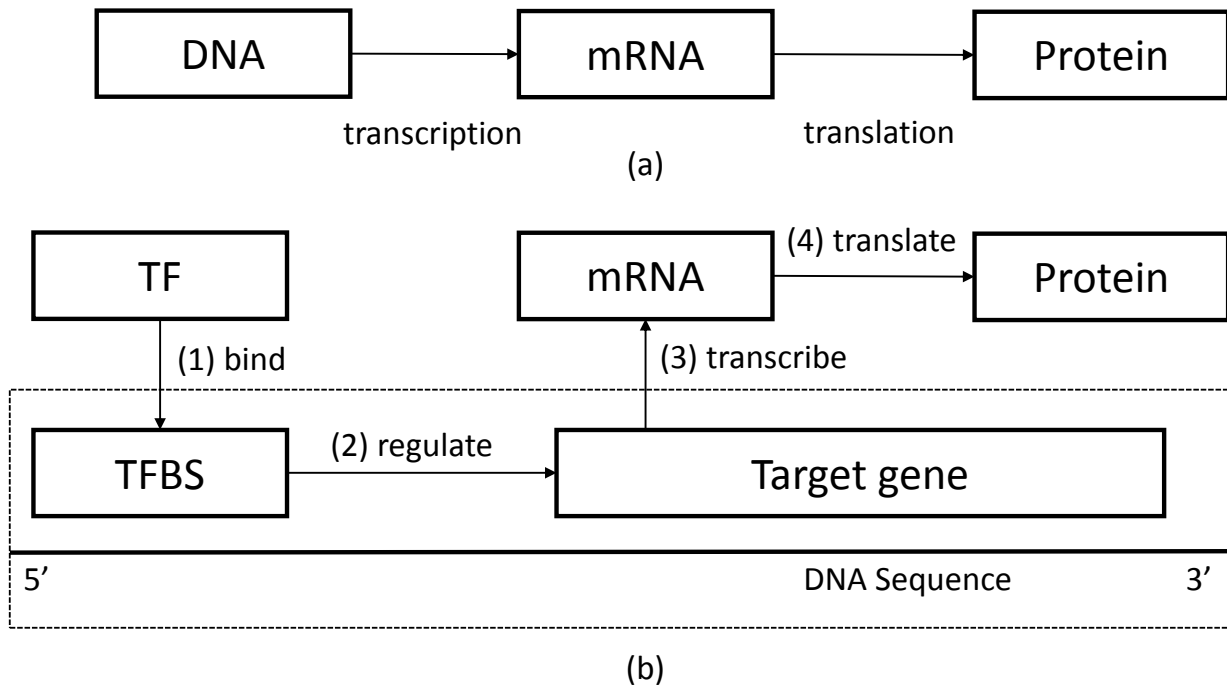 DNA
mRNA
Protein
transcription
translation
(a)
TF
mRNA
(4) translate
Protein
(1) bind
(3) transcribe
TFBS
(2) regulate
Target gene
5’
DNA Sequence
3’
(b)